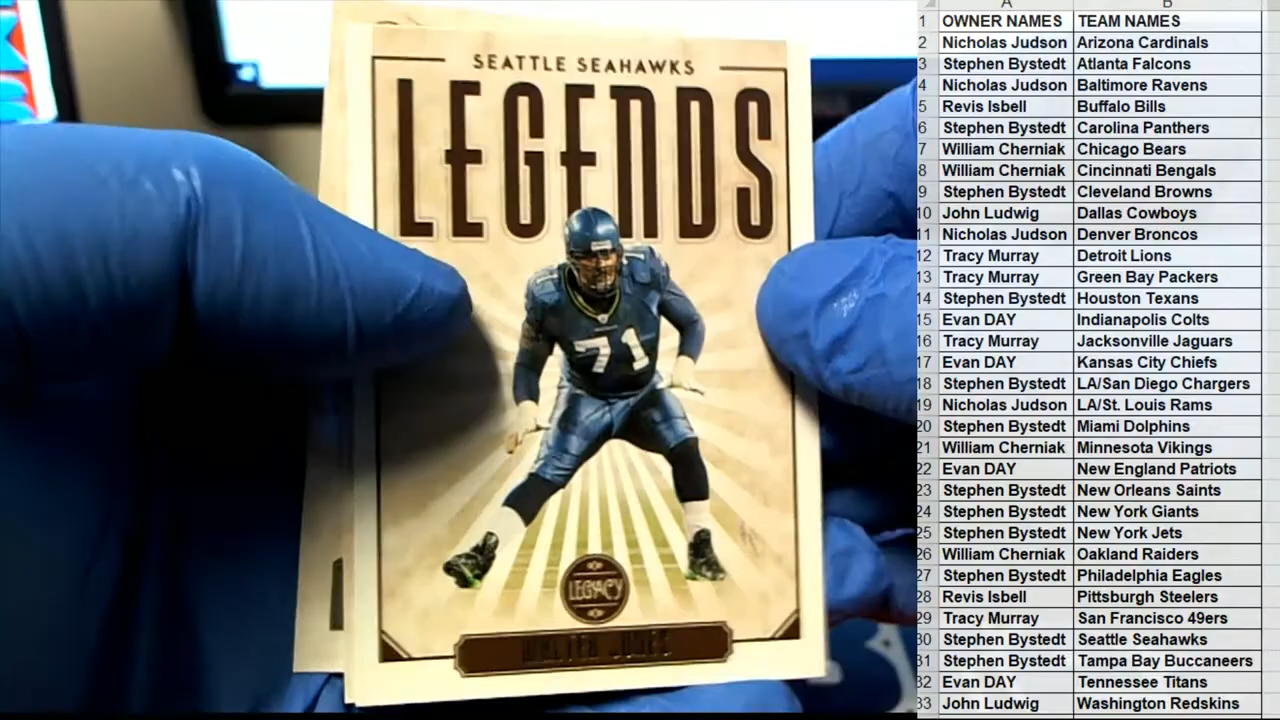 SEATTLE SEAHAWKS
LEGENDS
71
LEGACY
WALTER JONES
A B
1 OWNER NAMES TEAM NAMES
2 Nicholas Judson Arizona Cardinals
3 Stephen Bystedt Atlanta Falcons
4 Nicholas Judson Baltimore Ravens
5 Revis Isbell Buffalo Bills
6 Stephen Bystedt Carolina Panthers
7 William Cherniak Chicago Bears
8 William Cherniak Cincinnati Bengals
9 Stephen Bystedt Cleveland Browns
10 John Ludwig Dallas Cowboys
11 Nicholas Judson Denver Broncos
12 Tracy Murray Detroit Lions
13 Tracy Murray Green Bay Packers
14 Stephen Bystedt Houston Texans
15 Evan DAY Indianapolis Colts
16 Tracy Murray Jacksonville Jaguars
17 Evan DAY Kansas City Chiefs
18 Stephen Bystedt LA/San Diego Chargers
19 Nicholas Judson LA/St. Louis Rams
20 Stephen Bystedt Miami Dolphins
21 William Cherniak Minnesota Vikings
22 Evan DAY New England Patriots
23 Stephen Bystedt New Orleans Saints
24 Stephen Bystedt New York Giants
25 Stephen Bystedt New York Jets
26 William Cherniak Oakland Raiders
27 Stephen Bystedt Philadelphia Eagles
28 Revis Isbell Pittsburgh Steelers
29 Tracy Murray San Francisco 49ers
30 Stephen Bystedt Seattle Seahawks
31 Stephen Bystedt Tampa Bay Buccaneers
32 Evan DAY Tennessee Titans
33 John Ludwig Washington Redskins